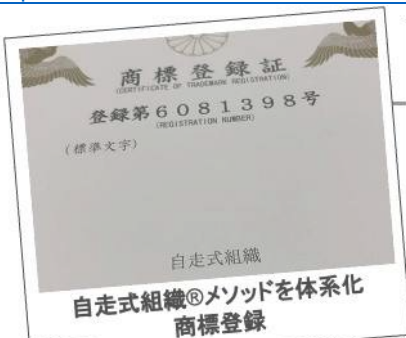 商標登録証
(CERTIFICATE OF TRADEMARK REGISTRATION)
登録第6081398号
(REGISTRATION NUMBER)
(標準文字)
自走式組織
自走式組織®メソッドを体系化
商標登録